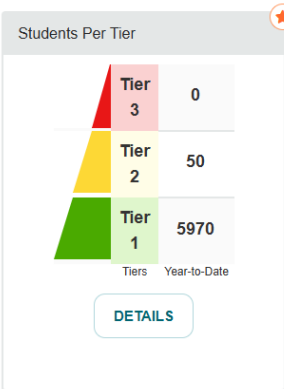 Students Per Tier
Tier
3
0
Tier
2
50
Tier
1
5970
Tiers Year-to-Date
DETAILS